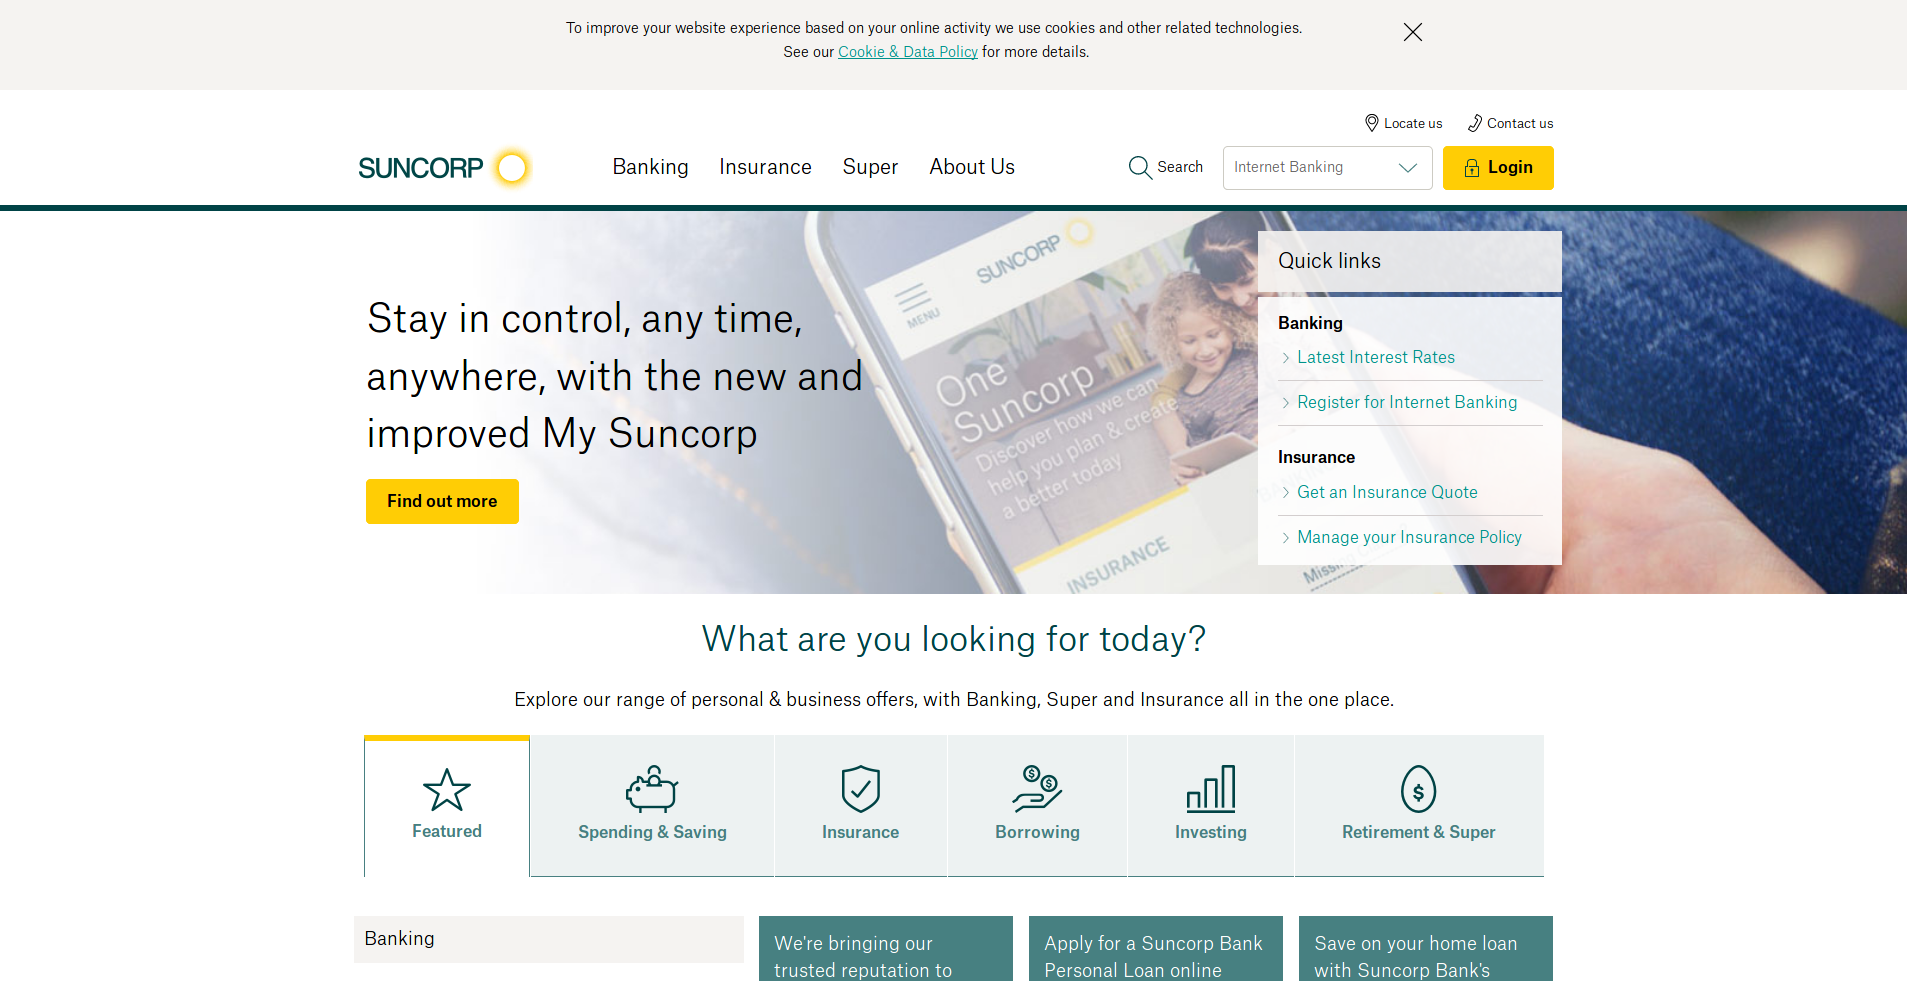 To improve your website experience based on your online activity we use cookies and other related technologies.
See our Cookie & Data Policy for more details.
Locate us
Contact us
SUNCORP
Banking
Insurance
Super
About Us
Search
Internet Banking
Login
Stay in control, any time,
anywhere, with the new and
improved My Suncorp
Find out more
SUNCORP
MENU
One
Suncorp
Discover how we can
help you plan & create
a better today
INSURANCE
Quick links
Banking
Latest Interest Rates
Register for Internet Banking
Insurance
Get an Insurance Quote
Manage your Insurance Policy
What are you looking for today?
Explore our range of personal & business offers, with Banking, Super and Insurance all in the one place.
Featured
Spending & Saving
Insurance
Borrowing
Investing
Retirement & Super
Banking
We're bringing our
trusted reputation to
Apply for a Suncorp Bank
Personal Loan online
Save on your home loan
with Suncorp Bank's